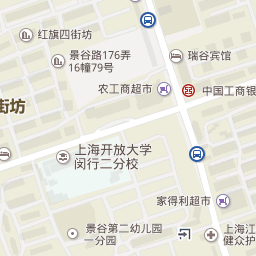 红旗四街坊
瑞谷宾馆
景谷路176弄
16幢79号
农工商超市
中国工商银
街坊
上海开放大学
闵行二分校
家得利超市
景谷第二幼儿园
一分园
上海江
健众护